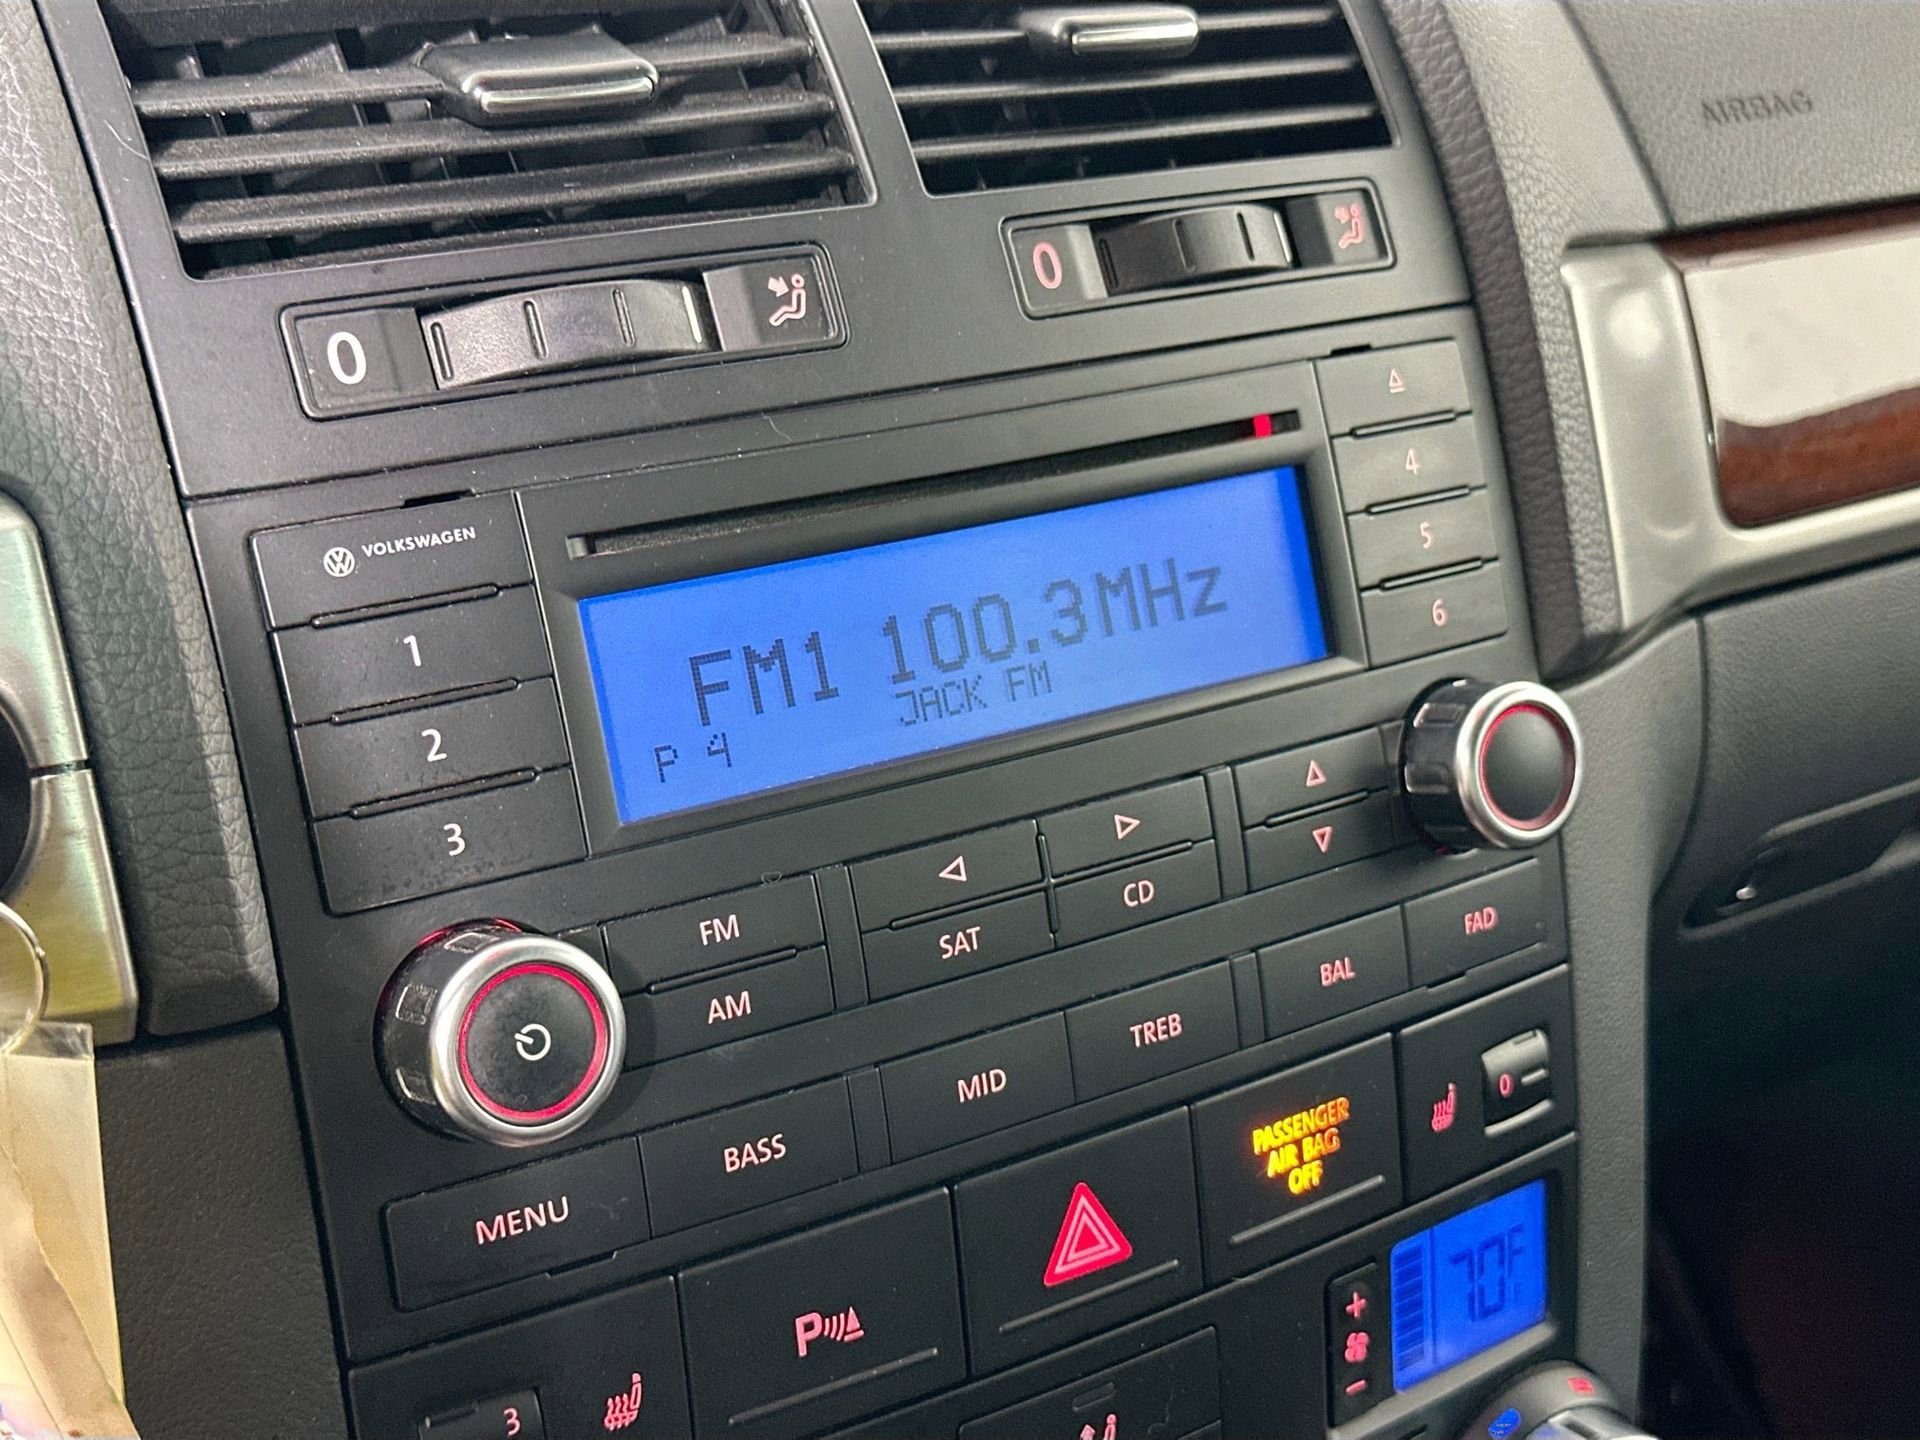 AIRBAG
0
0
VOLKSWAGEN
1
2
3
4
5
6
FM1 100.3MHz
JACK FM
P 4
FM
AM
SAT
CD
MENU
BASS
MID
TREB
BAL
FAD
PASSENGER
AIR BAG
OFF
0
P
70F
3